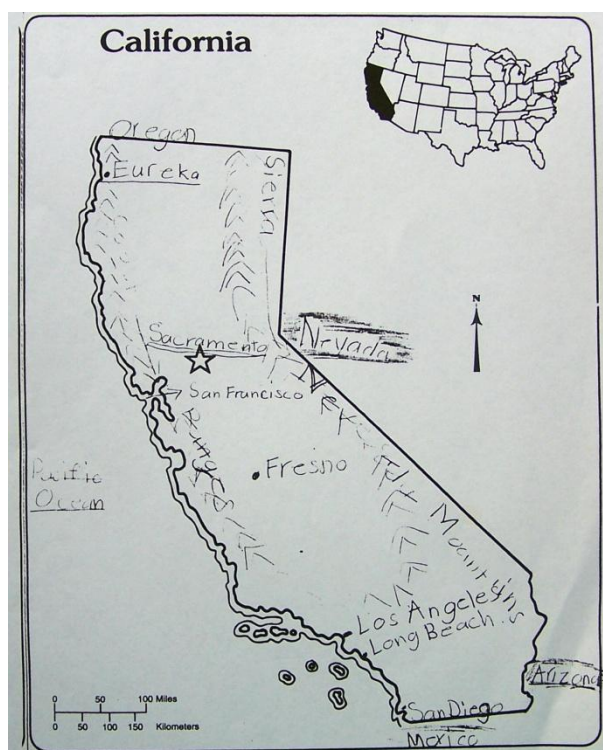 California
Oregon
Eureka
Sierra
N
Sacramento
Nevada
San Francisco
Ranges
Fresno
Pacific
Ocean
Mountains
Los Angeles
Long Beach
Arizona
San Diego
Mexico
0 50 100 Miles
0 50 100 150 Kilometers